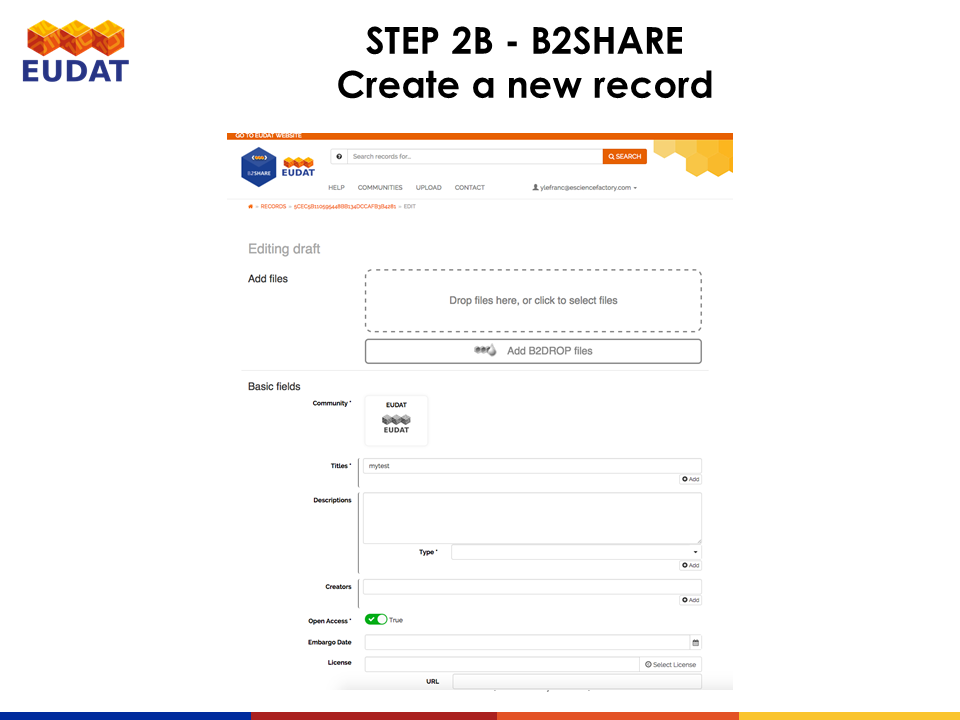 EUDAT
STEP 2B - B2SHARE
Create a new record
GO TO EUDAT WEBSITE
B2SHARE
EUDAT
Search records for...
SEARCH
HELP COMMUNITIES UPLOAD CONTACT ylefranc@esciencefactory.com
RECORDS » » EDIT
Editing draft
Add files
Drop files here, or click to select files
Add B2DROP files
Basic fields
Community *
EUDAT
EUDAT
Titles *
mytest
Add
Descriptions
Type *
Add
Creators
Add
Open Access *
True
Embargo Date
License
Select License
URL